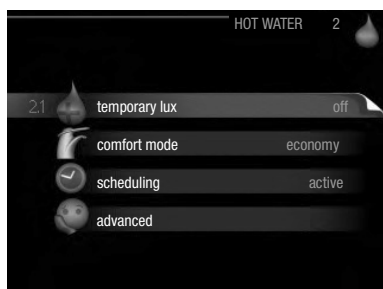 HOT WATER 2
2.1 temporary lux off
comfort mode economy
scheduling active
advanced